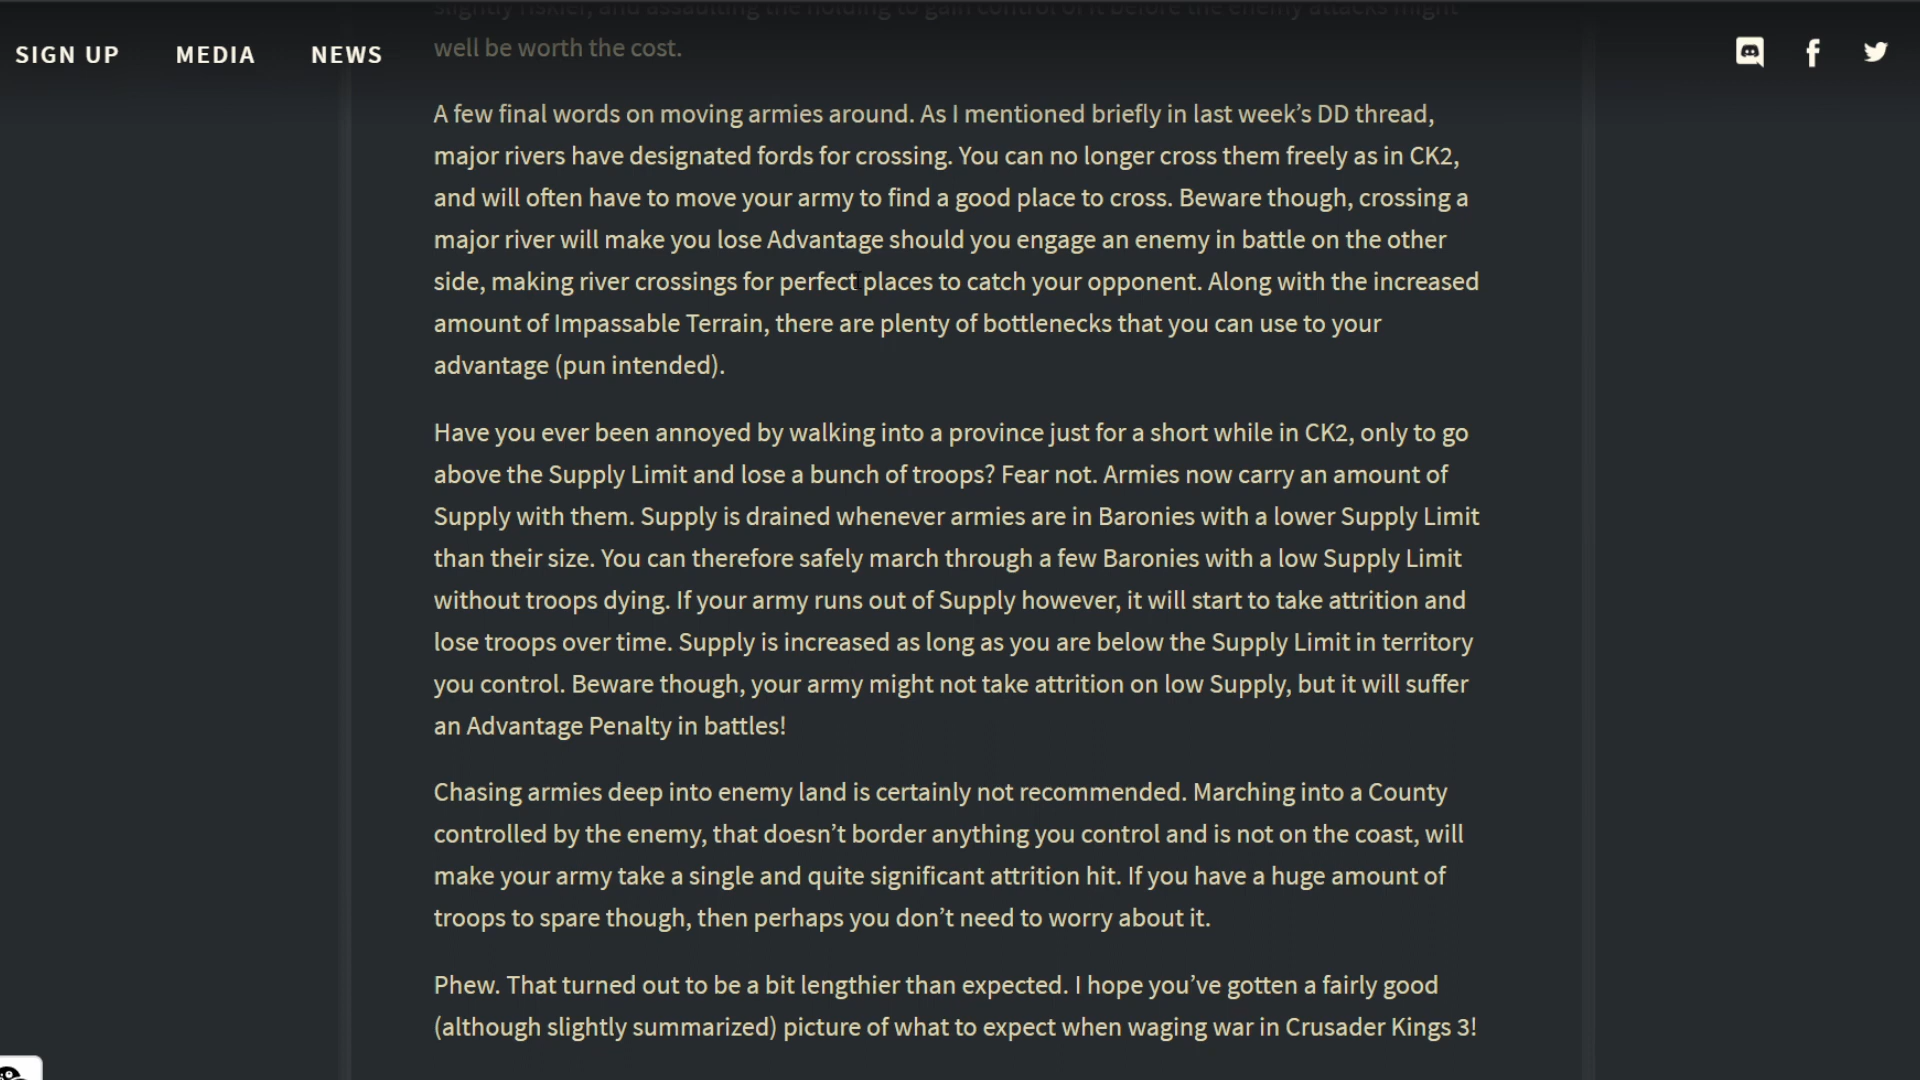 slightly riskier, and assaulting the holding to gain control of it before the enemy attacks might
well be worth the cost.
SIGN UP MEDIA NEWS
A few final words on moving armies around. As I mentioned briefly in last week’s DD thread,
major rivers have designated fords for crossing. You can no longer cross them freely as in CK2,
and will often have to move your army to find a good place to cross. Beware though, crossing a
major river will make you lose Advantage should you engage an enemy in battle on the other
side, making river crossings for perfect places to catch your opponent. Along with the increased
amount of Impassable Terrain, there are plenty of bottlenecks that you can use to your
advantage (pun intended).
Have you ever been annoyed by walking into a province just for a short while in CK2, only to go
above the Supply Limit and lose a bunch of troops? Fear not. Armies now carry an amount of
Supply with them. Supply is drained whenever armies are in Baronies with a lower Supply Limit
than their size. You can therefore safely march through a few Baronies with a low Supply Limit
without troops dying. If your army runs out of Supply however, it will start to take attrition and
lose troops over time. Supply is increased as long as you are below the Supply Limit in territory
you control. Beware though, your army might not take attrition on low Supply, but it will suffer
an Advantage Penalty in battles!
Chasing armies deep into enemy land is certainly not recommended. Marching into a County
controlled by the enemy, that doesn’t border anything you control and is not on the coast, will
make your army take a single and quite significant attrition hit. If you have a huge amount of
troops to spare though, then perhaps you don’t need to worry about it.
Phew. That turned out to be a bit lengthier than expected. I hope you’ve gotten a fairly good
(although slightly summarized) picture of what to expect when waging war in Crusader Kings 3!